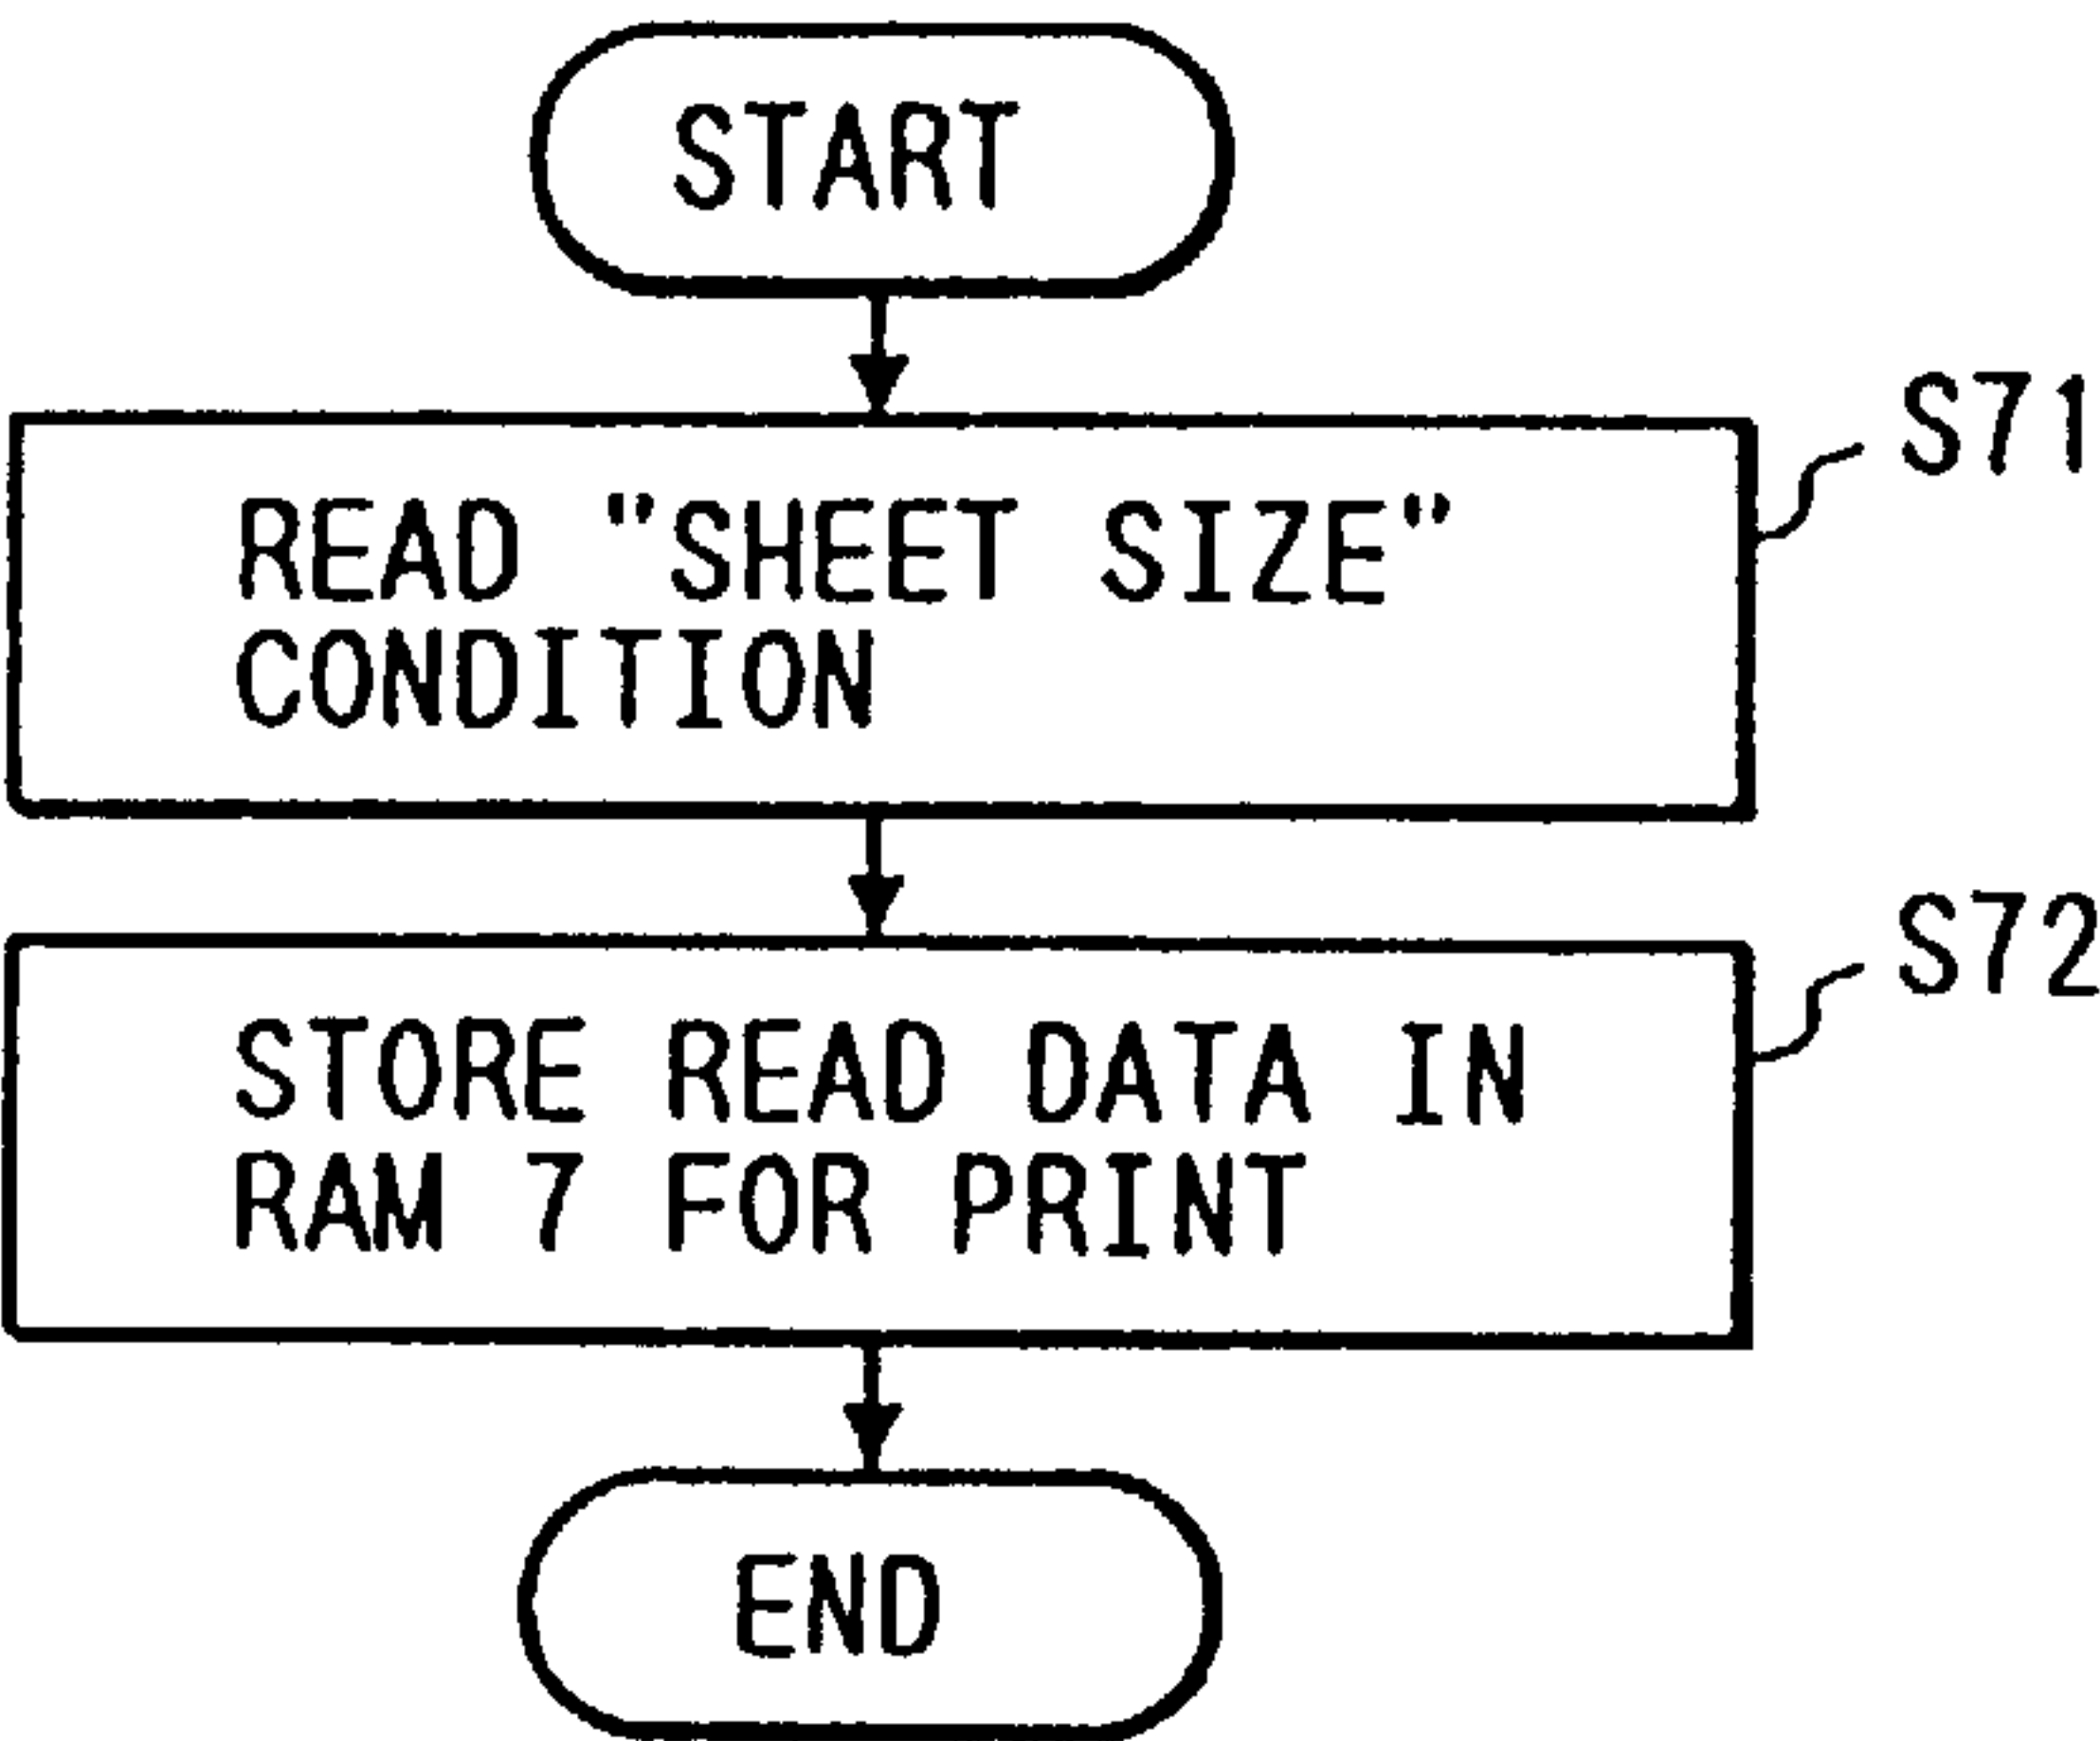 START
S71
READ "SHEET SIZE"
CONDITION
S72
STORE READ DATA IN
RAM 7 FOR PRINT
END